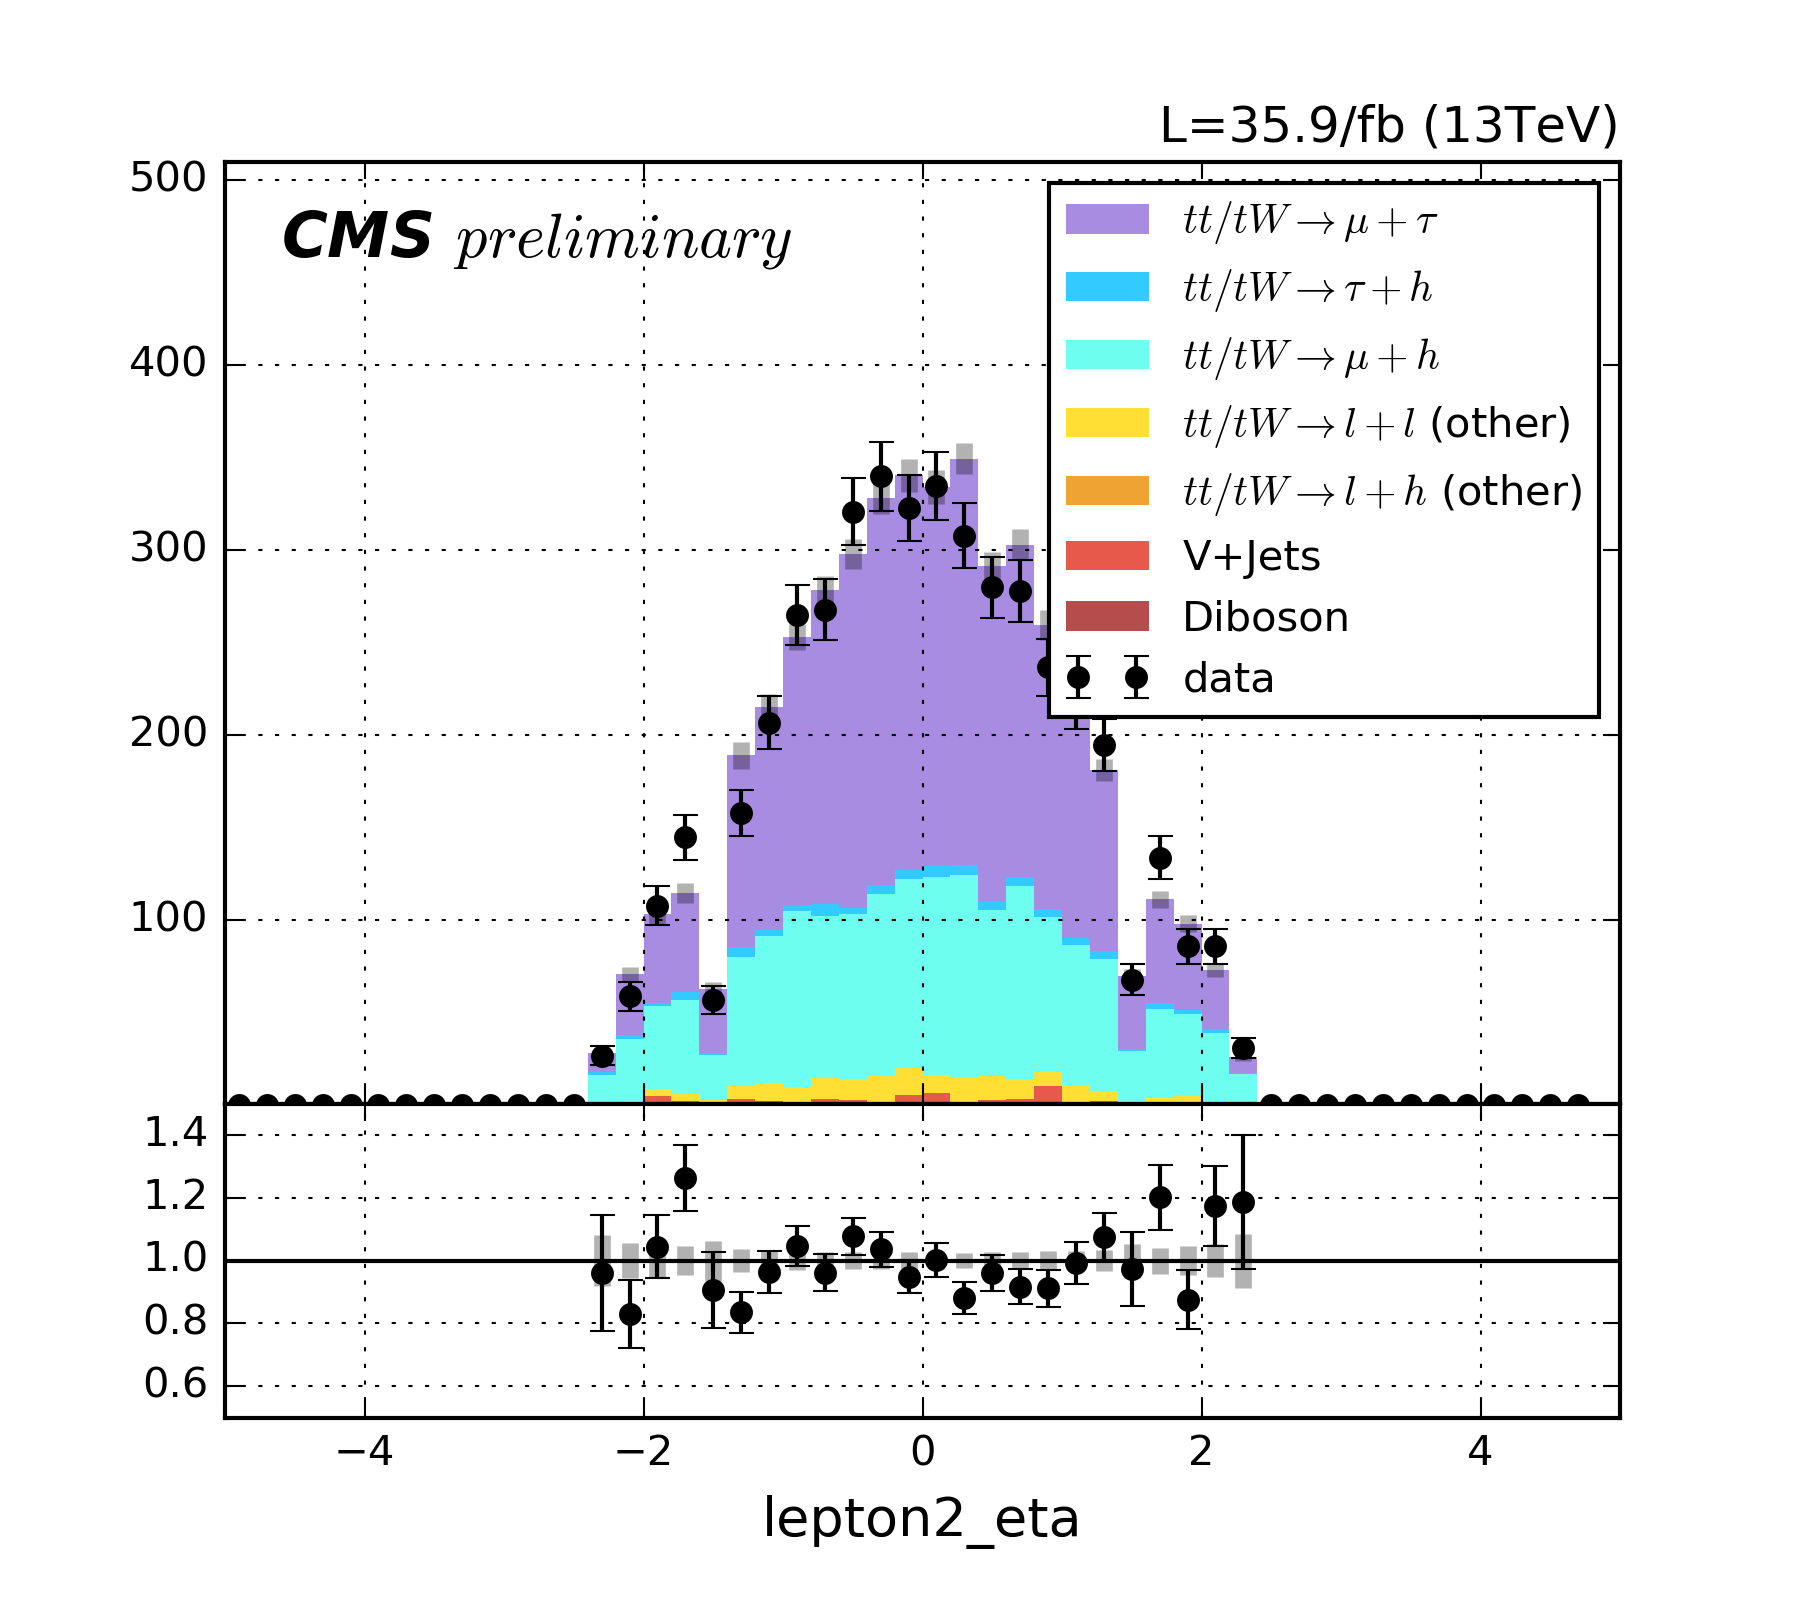 L=35.9/fb (13TeV)
CMS preliminary
500
400
300
200
100
tt/tW → μ + τ
tt/tW → τ + h
tt/tW → μ + h
tt/tW → l + l (other)
tt/tW → l + h (other)
V+Jets
Diboson
data
1.4
1.2
1.0
0.8
0.6
−4 −2 0 2 4
lepton2_eta